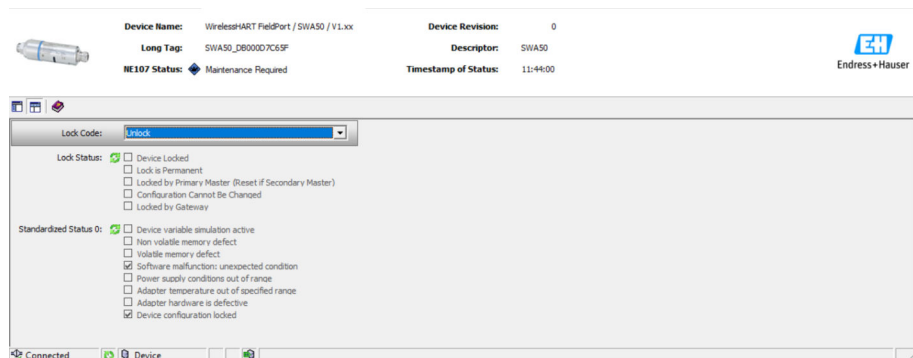 Device Name: WirelessHART FieldPort / SWA50 / V1.xx Device Revision: 0
Long Tag: SWA50_DB000D7C65F Descriptor: SWA50
NE107 Status: Maintenance Required Timestamp of Status: 11:44:00
EH
Endress+Hauser
Lock Code: Unlock
Lock Status: Device Locked
Lock is Permanent
Locked by Primary Master (Reset if Secondary Master)
Configuration Cannot Be Changed
Locked by Gateway
Standardized Status 0: Device variable simulation active
Non volatile memory defect
Volatile memory defect
Software malfunction: unexpected condition
Power supply conditions out of range
Adapter temperature out of specified range
Adapter hardware is defective
Device configuration locked
Connected Device